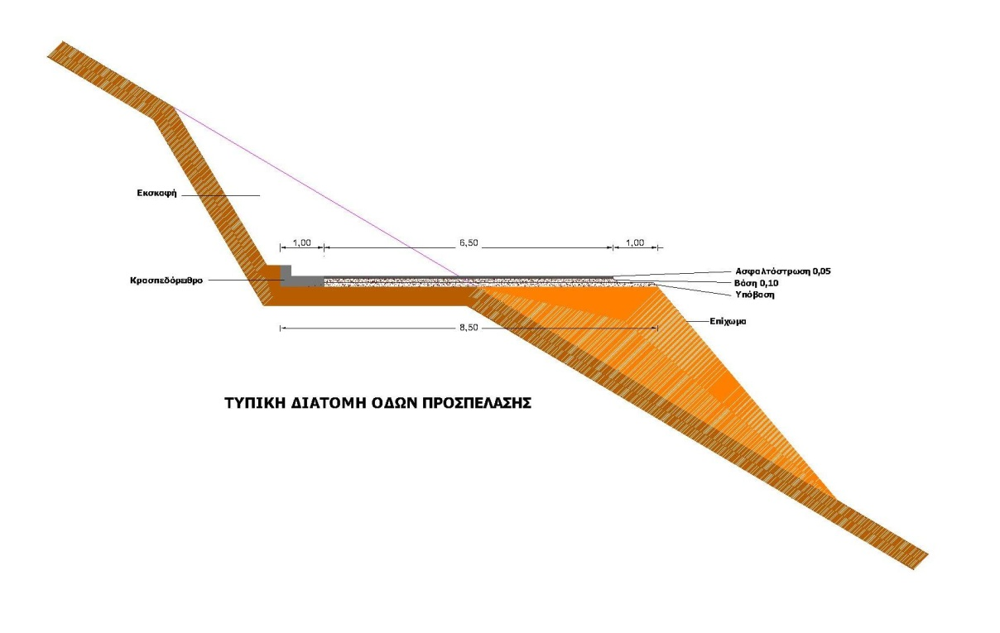 Εκσκαφή
1,00 6,50 1,00
Κρασπεδόρειθρο
Ασφαλτόστρωση 0,05
Βάση 0,10
Υπόβαση
Επίχωμα
8,50
ΤΥΠΙΚΗ ΔΙΑΤΟΜΗ ΟΔΩΝ ΠΡΟΣΠΕΛΑΣΗΣ